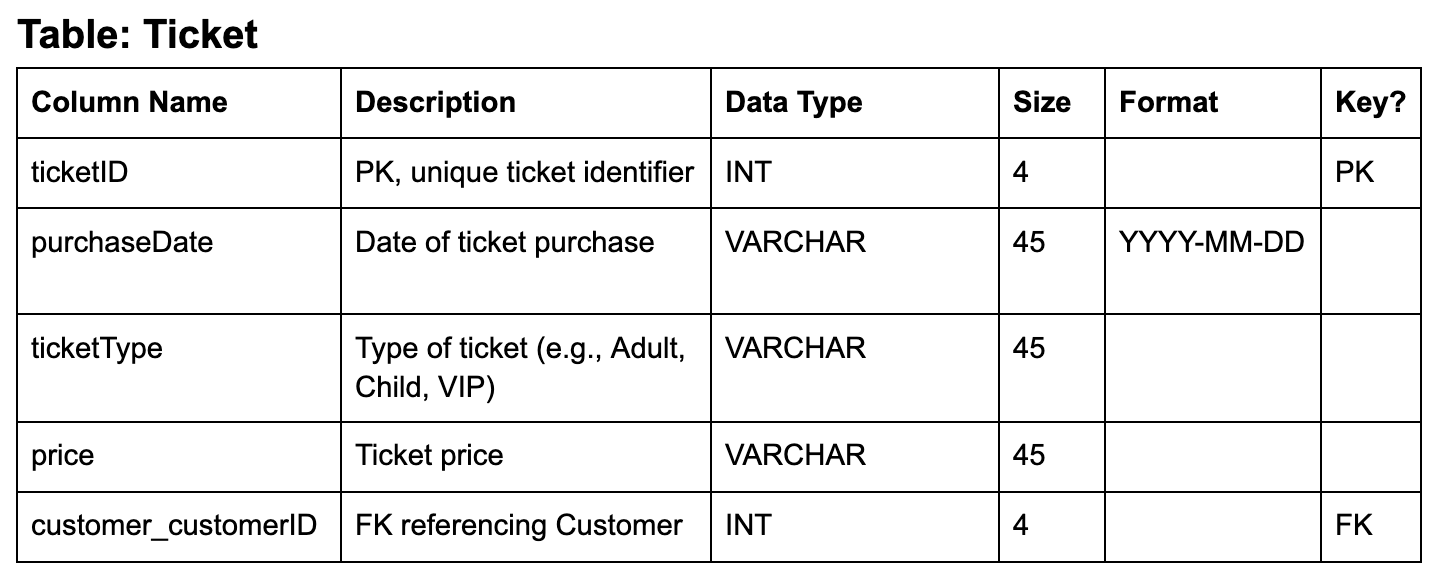 Table: Ticket
Column Name Description Data Type Size Format Key?
ticketID PK, unique ticket identifier INT 4 PK
purchaseDate Date of ticket purchase VARCHAR 45 YYYY-MM-DD
ticketType Type of ticket (e.g., Adult, VARCHAR 45
Child, VIP)
price Ticket price VARCHAR 45
customer_customerID FK referencing Customer INT 4 FK